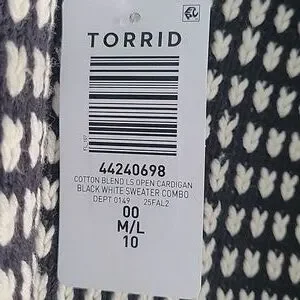 TORRID
44240698
COTTON BLEND LS OPEN CARDIGAN
BLACK WHITE SWEATER COMBO
DEPT 0149 25FAL2
00
M/L
10